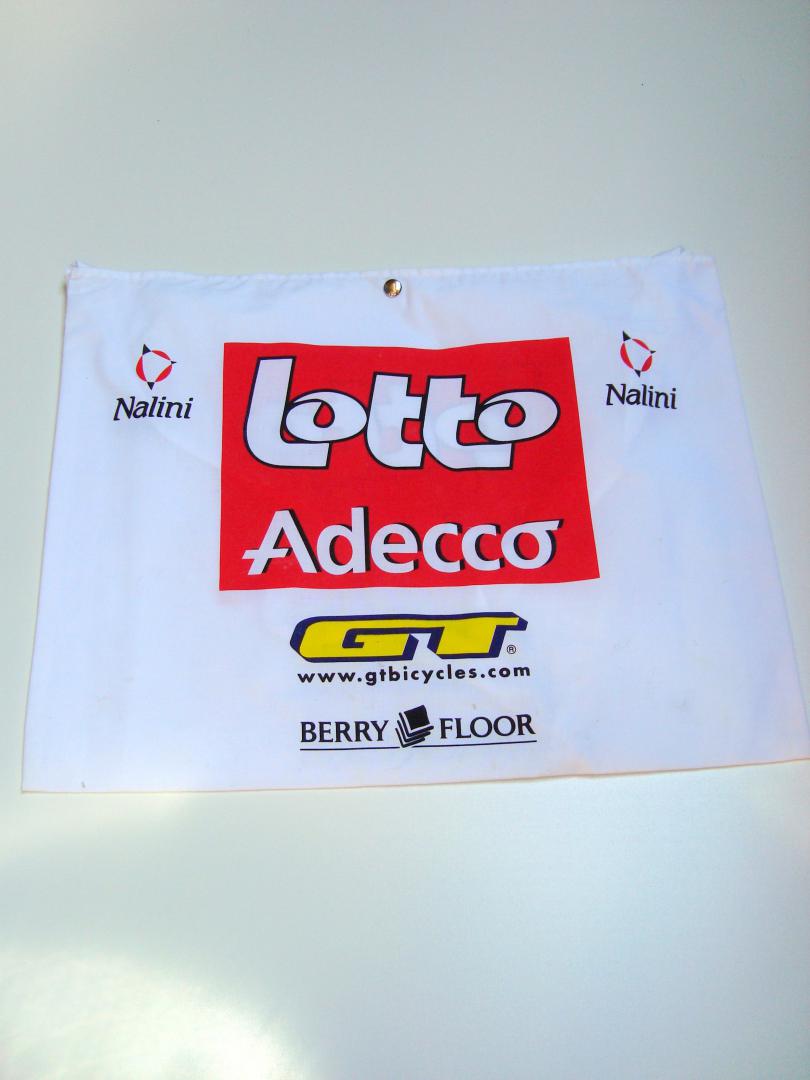 Nalini
Nalini
Lotto
Adecco
GT®
www.gtbicycles.com
BERRY FLOOR